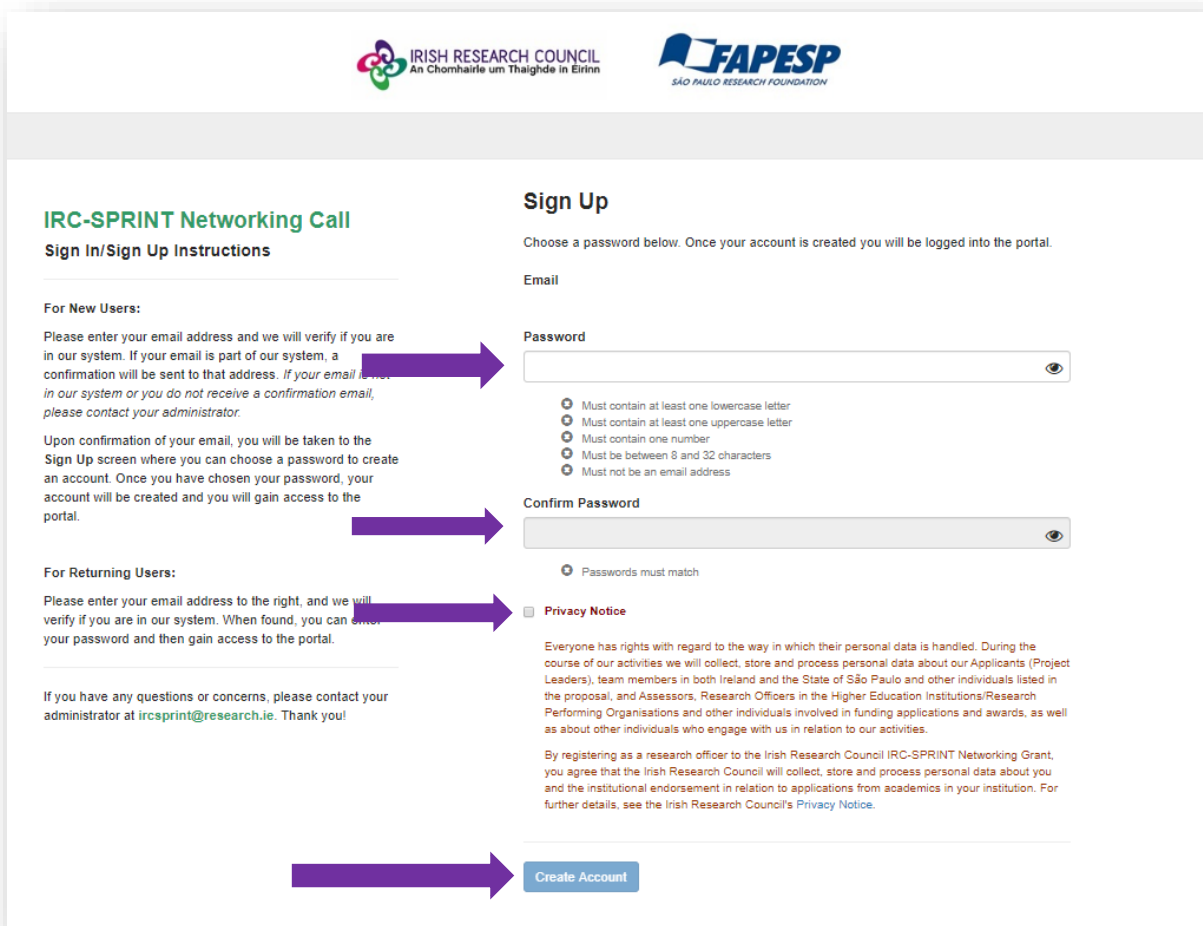 IRISH RESEARCH COUNCIL
An Chomhairle um Thaighde in Éirinn
FAPESP
SÃO PAULO RESEARCH FOUNDATION
IRC-SPRINT Networking Call
Sign In/Sign Up Instructions
For New Users:
Please enter your email address and we will verify if you are
in our system. If your email is part of our system, a
confirmation will be sent to that address. If your email is
in our system or you do not receive a confirmation email,
please contact your administrator.
Upon confirmation of your email, you will be taken to the
Sign Up screen where you can choose a password to create
an account. Once you have chosen your password, your
account will be created and you will gain access to the
portal.
For Returning Users:
Please enter your email address to the right, and we will
verify if you are in our system. When found, you can
your password and then gain access to the portal.
If you have any questions or concerns, please contact your
administrator at ircsprint@research.ie. Thank you!
Sign Up
Choose a password below. Once your account is created you will be logged into the portal.
Email
Password
Must contain at least one lowercase letter
Must contain at least one uppercase letter
Must contain one number
Must be between 8 and 32 characters
Must not be an email address
Confirm Password
Passwords must match
Privacy Notice
Everyone has rights with regard to the way in which their personal data is handled. During the
course of our activities we will collect, store and process personal data about our Applicants (Project
Leaders), team members in both Ireland and the State of São Paulo and other individuals listed in
the proposal, and Assessors, Research Officers in the Higher Education Institutions/Research
Performing Organisations and other individuals involved in funding applications and awards, as well
as about other individuals who engage with us in relation to our activities.
By registering as a research officer to the Irish Research Council IRC-SPRINT Networking Grant,
you agree that the Irish Research Council will collect, store and process personal data about you
and the institutional endorsement in relation to applications from academics in your institution. For
further details, see the Irish Research Council's Privacy Notice.
Create Account